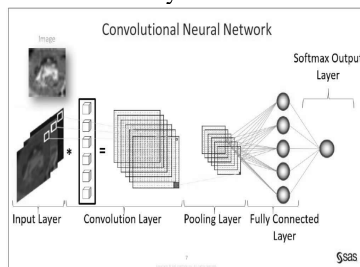 Convolutional Neural Network
Image
Softmax Output
Layer
*
=
Input Layer
Convolution Layer
Pooling Layer
Fully Connected
Layer
sas